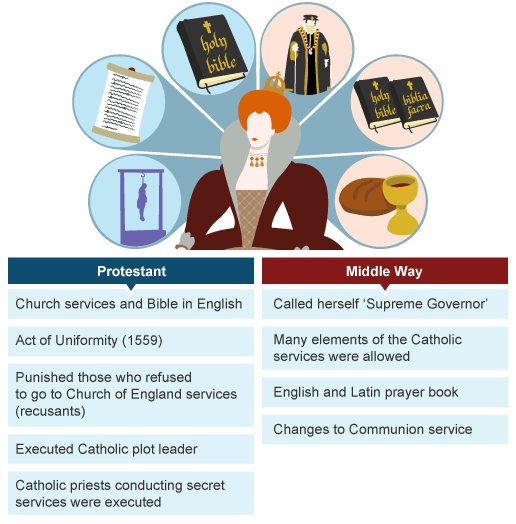 holy
bible
holy
bible
biblia
sacra
Protestant
Church services and Bible in English
Act of Uniformity (1559)
Punished those who refused
to go to Church of England services
(recusants)
Executed Catholic plot leader
Catholic priests conducting secret
services were executed
Middle Way
Called herself ‘Supreme Governor’
Many elements of the Catholic
services were allowed
English and Latin prayer book
Changes to Communion service